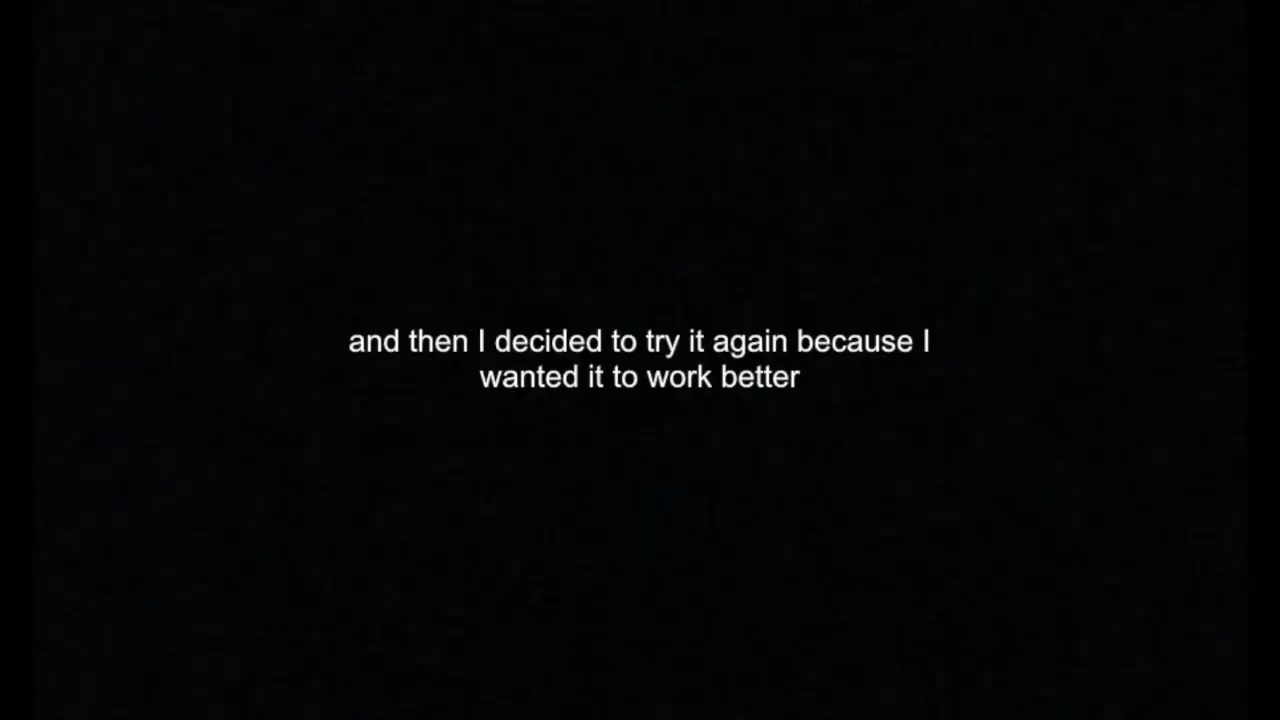 and then I decided to try it again because I
wanted it to work better